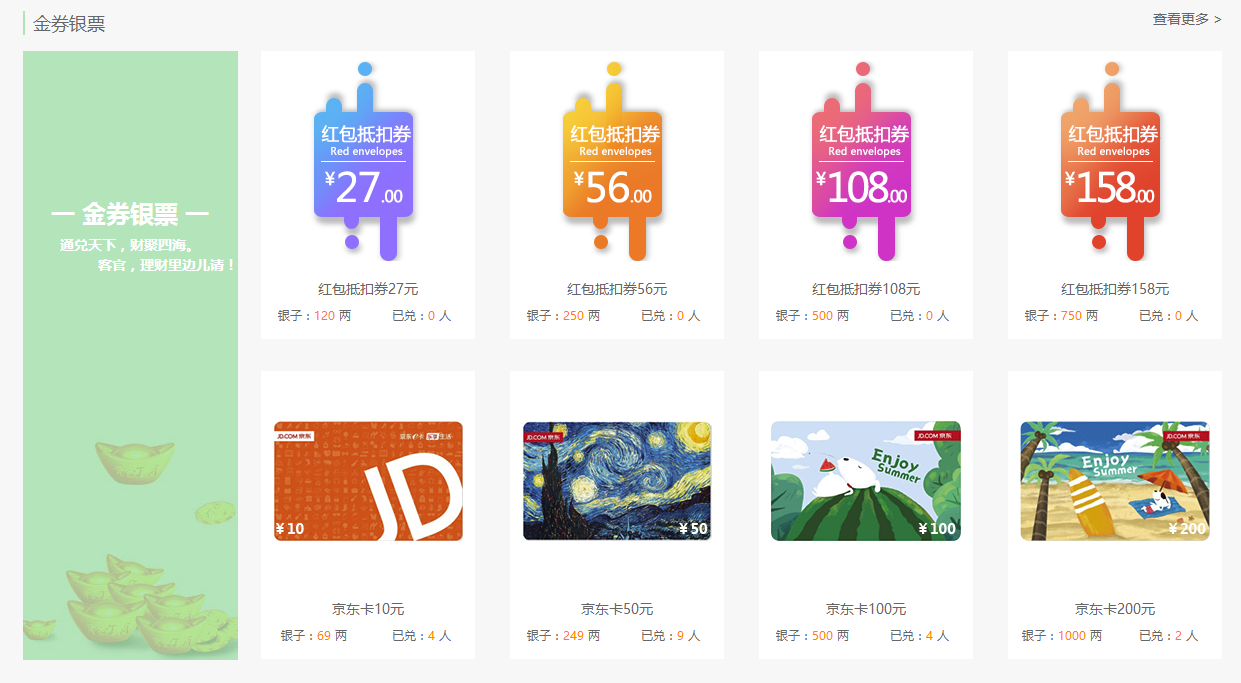 金券银票
查看更多 >
— 金券银票 —
通兑天下，财聚四海。
客官，理财里边儿请！
红包抵扣券
Red envelopes
¥27.00
红包抵扣券27元
银子：120 两 已兑：0 人
红包抵扣券
Red envelopes
¥56.00
红包抵扣券56元
银子：250 两 已兑：0 人
红包抵扣券
Red envelopes
¥108.00
红包抵扣券108元
银子：500 两 已兑：0 人
红包抵扣券
Red envelopes
¥158.00
红包抵扣券158元
银子：750 两 已兑：0 人
JD.COM 京东
京东e卡 乐享生活
JD
¥10
京东卡10元
银子：69 两 已兑：4 人
JD.COM 京东
¥50
京东卡50元
银子：249 两 已兑：9 人
JD.COM 京东
Enjoy
Summer
¥100
京东卡100元
银子：500 两 已兑：4 人
JD.COM 京东
Enjoy
Summer
¥200
京东卡200元
银子：1000 两 已兑：2 人